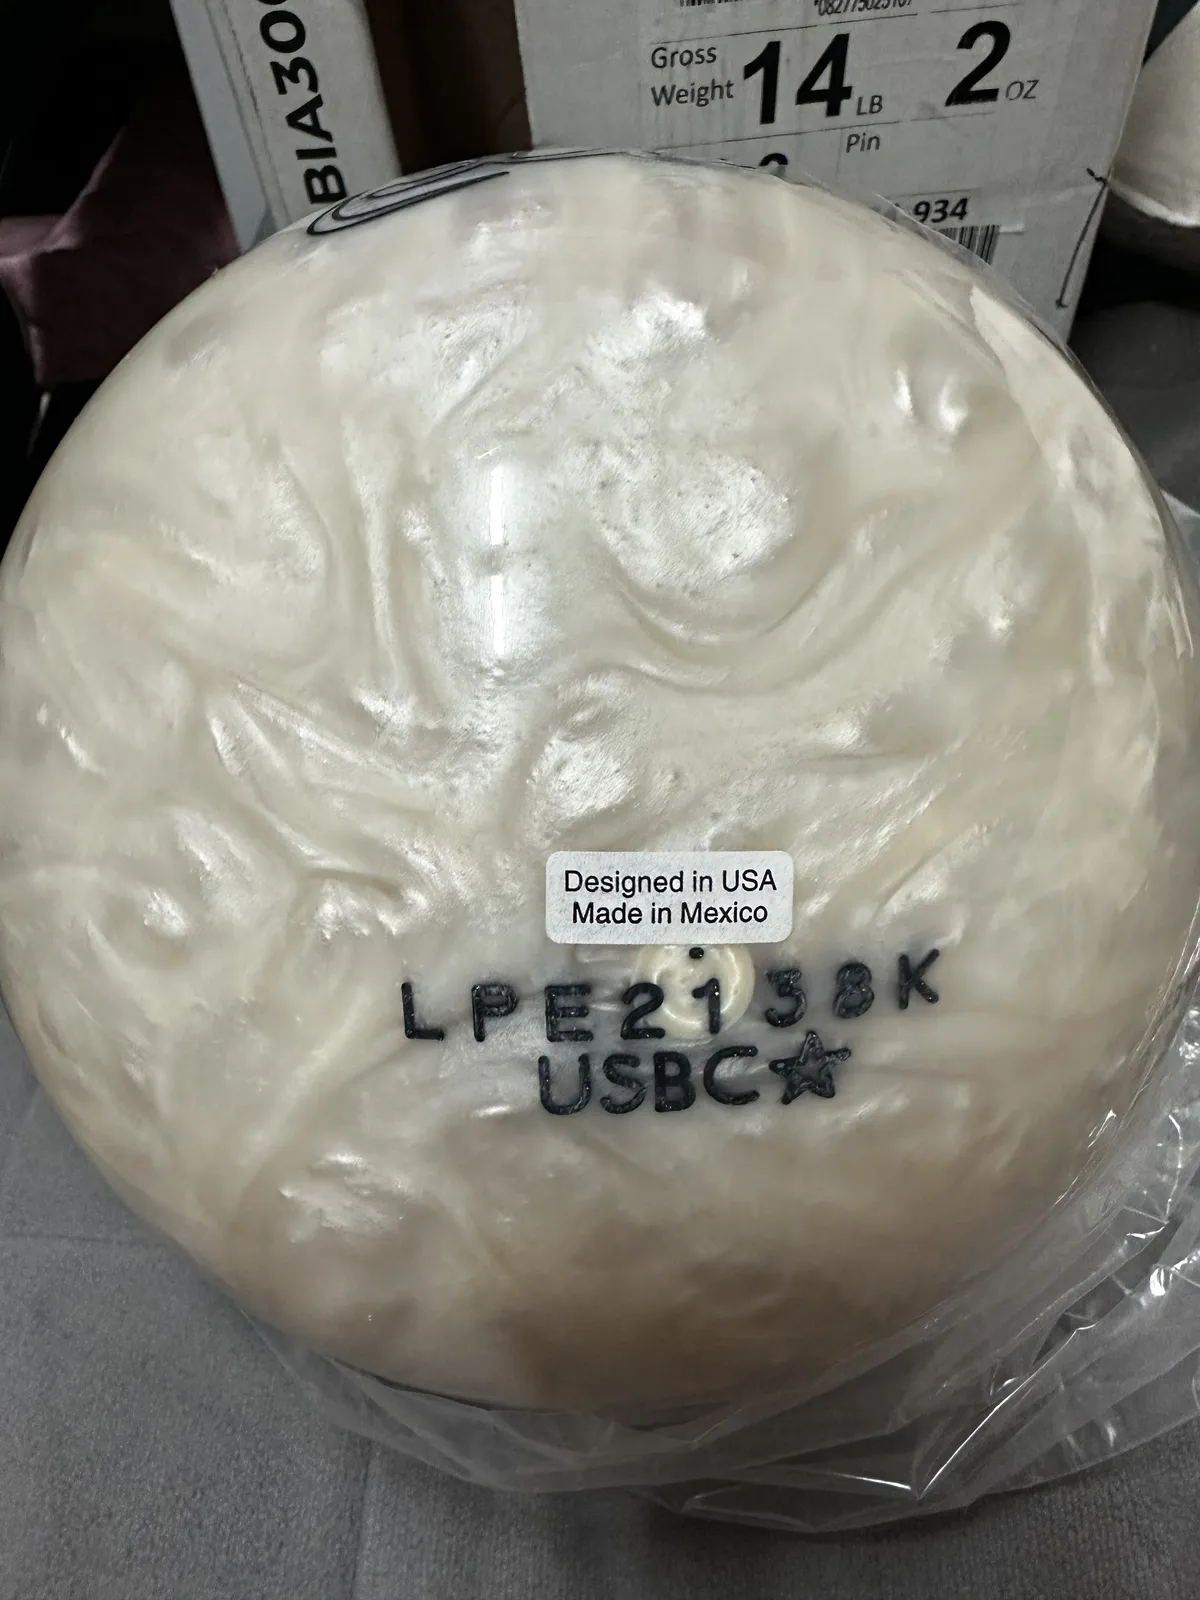 BIA300
Gross
Weight 14 LB 2 OZ
Pin
934
Designed in USA
Made in Mexico
LPE2138K
USBC☆